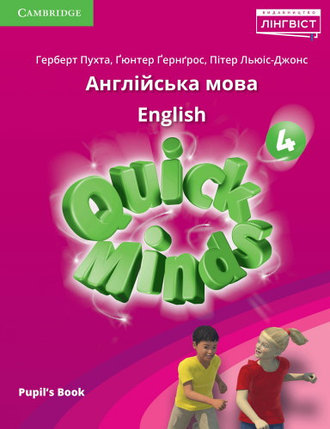 CAMBRIDGE
ВИДАВНИЦТВО
ЛІНГВІСТ
Герберт Пухта, Ґюнтер Ґернґрос, Пітер Льюіс-Джонс
Англійська мова
English
4
Quick
Minds
Pupil's Book